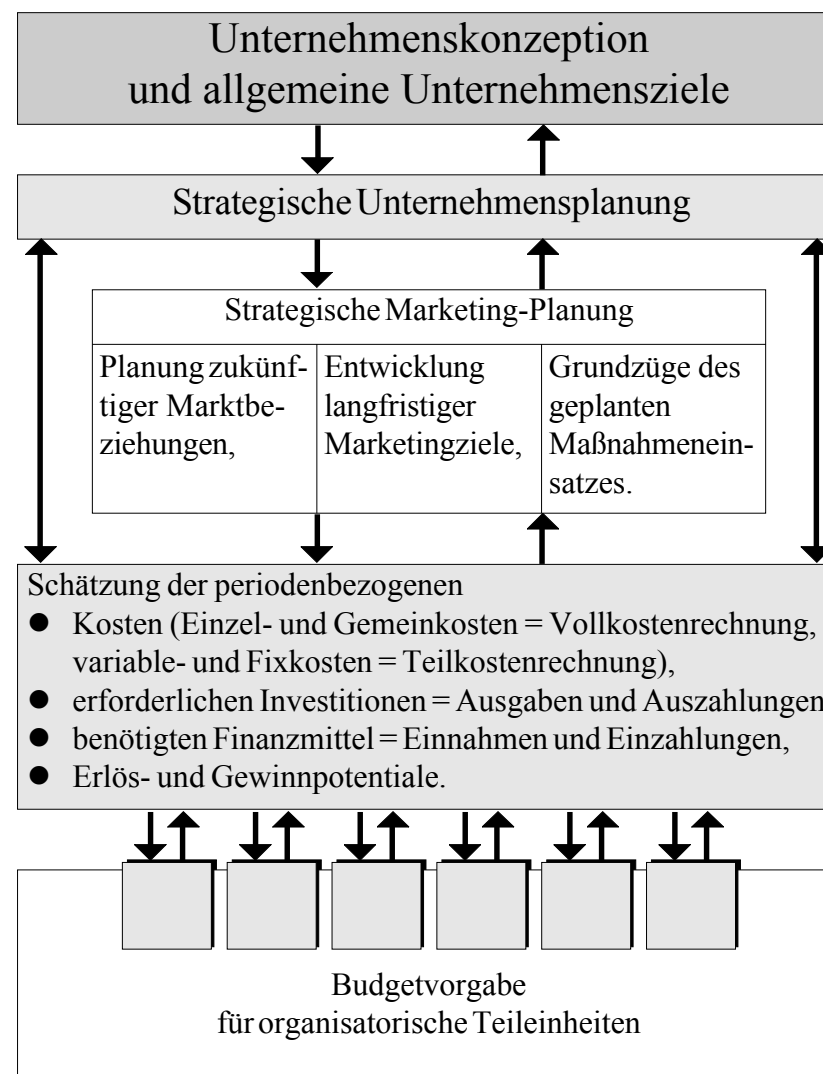 Unternehmenskonzeption
und allgemeine Unternehmensziele
Strategische Unternehmensplanung
Strategische Marketing-Planung
Planung zukünf-
tiger Marktbe-
ziehungen,
Entwicklung
langfristiger
Marketingziele,
Grundzüge des
geplanten
Maßnahmenein-
satzes.
Schätzung der periodenbezogenen
● Kosten (Einzel- und Gemeinkosten = Vollkostenrechnung,
variable- und Fixkosten = Teilkostenrechnung),
● erforderlichen Investitionen = Ausgaben und Auszahlungen
● benötigten Finanzmittel = Einnahmen und Einzahlungen,
● Erlös- und Gewinnpotentiale.
Budgetvorgabe
für organisatorische Teileinheiten